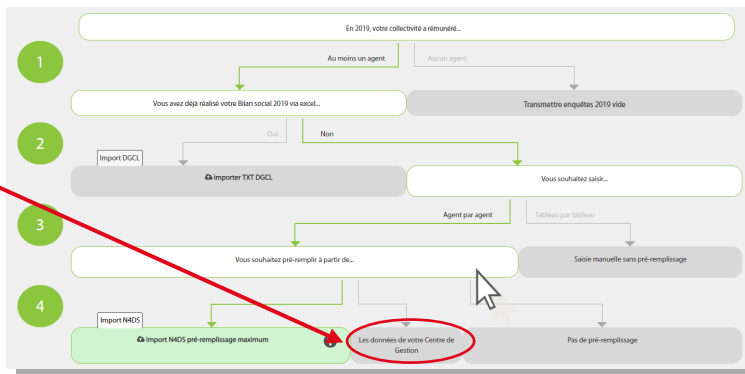 En 2019, votre collectivité a rémunéré...
1
Au moins un agent
Aucun agent
Vous avez déjà réalisé votre Bilan social 2019 via excel...
Transmettre enquêtes 2019 vide
2
Oui
Non
Import DGCL
importer TXT DGCL
Vous souhaitez saisir...
3
Agent par agent
Tableau par tableau
Vous souhaitez pré-remplir à partir de...
Saisie manuelle sans pré-remplissage
4
Import N4DS
Import N4DS pré-remplissage maximum
Les données de votre Centre de
Gestion
Pas de pré-remplissage